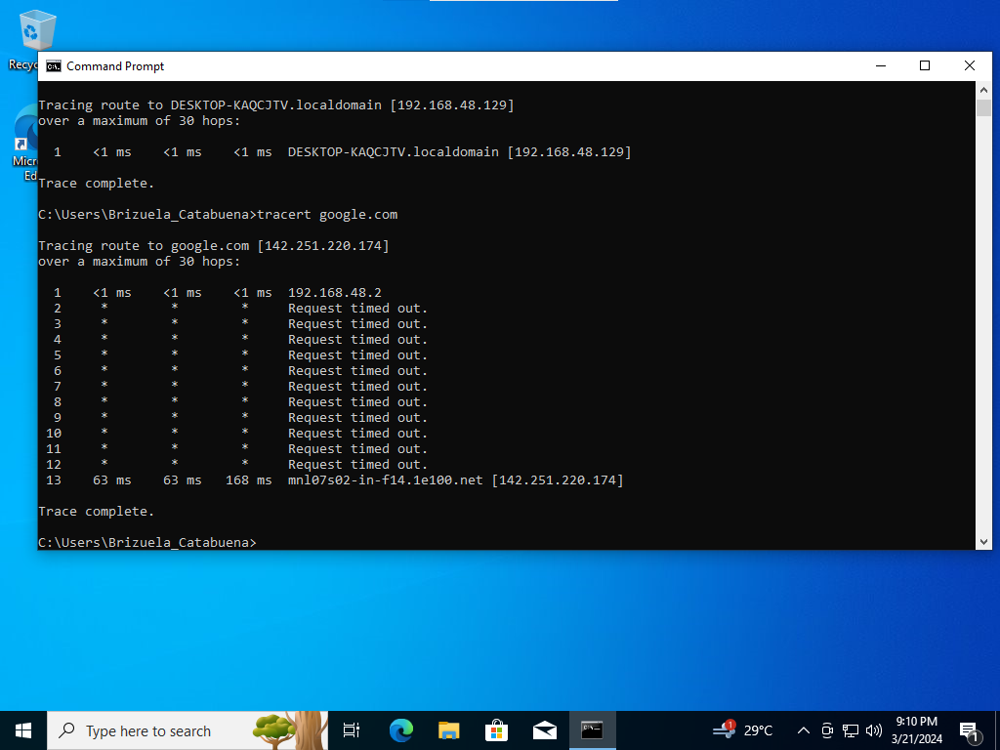 Recyc
Micr
Ed
Command Prompt
Tracing route to DESKTOP-KAQCJTV.localdomain [192.168.48.129]
over a maximum of 30 hops:
1 <1 ms <1 ms <1 ms DESKTOP-KAQCJTV.localdomain [192.168.48.129]
Trace complete.
C:\Users\Brizuela_Catabuena>tracert google.com
Tracing route to google.com [142.251.220.174]
over a maximum of 30 hops:
1 <1 ms <1 ms <1 ms 192.168.48.2
2 * * * Request timed out.
3 * * * Request timed out.
4 * * * Request timed out.
5 * * * Request timed out.
6 * * * Request timed out.
7 * * * Request timed out.
8 * * * Request timed out.
9 * * * Request timed out.
10 * * * Request timed out.
11 * * * Request timed out.
12 * * * Request timed out.
13 63 ms 63 ms 168 ms mnl07s02-in-f14.1e100.net [142.251.220.174]
Trace complete.
C:\Users\Brizuela_Catabuena>
Type here to search
1
29°C
9:10 PM
3/21/2024
1